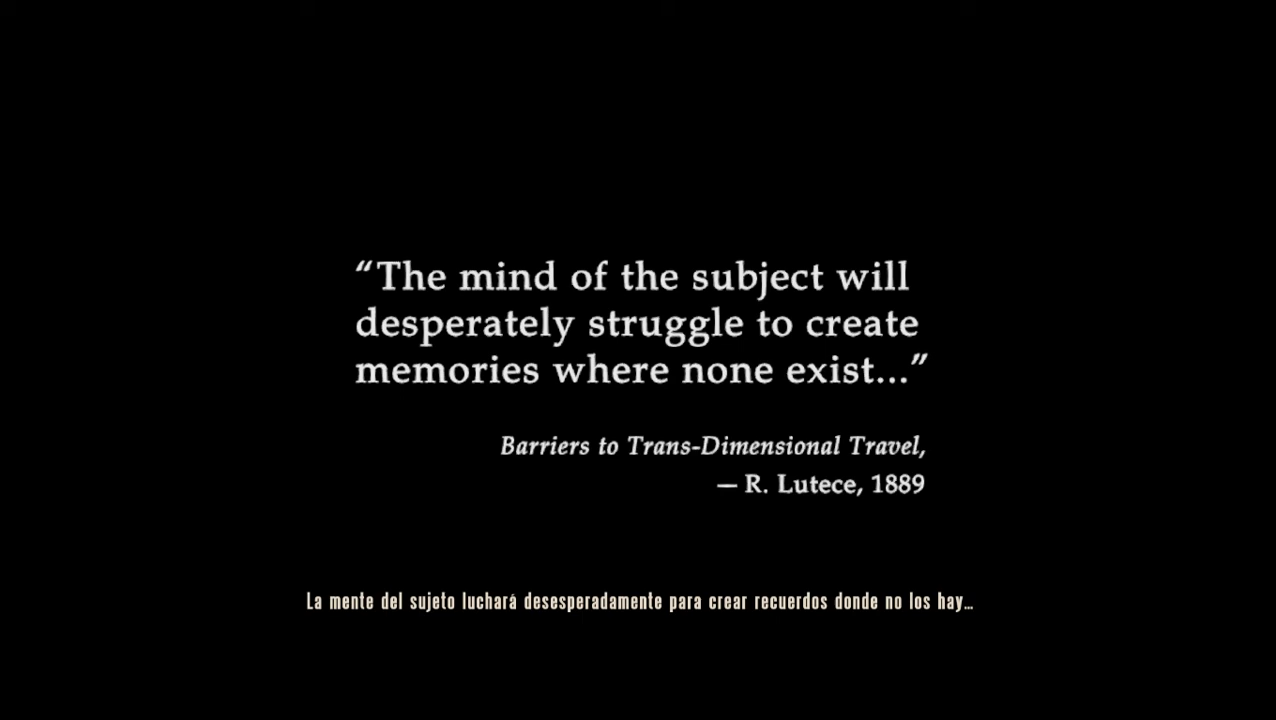 “The mind of the subject will
desperately struggle to create
memories where none exist...”
Barriers to Trans-Dimensional Travel,
— R. Lutece, 1889
La mente del sujeto luchará desesperadamente para crear recuerdos donde no los hay...